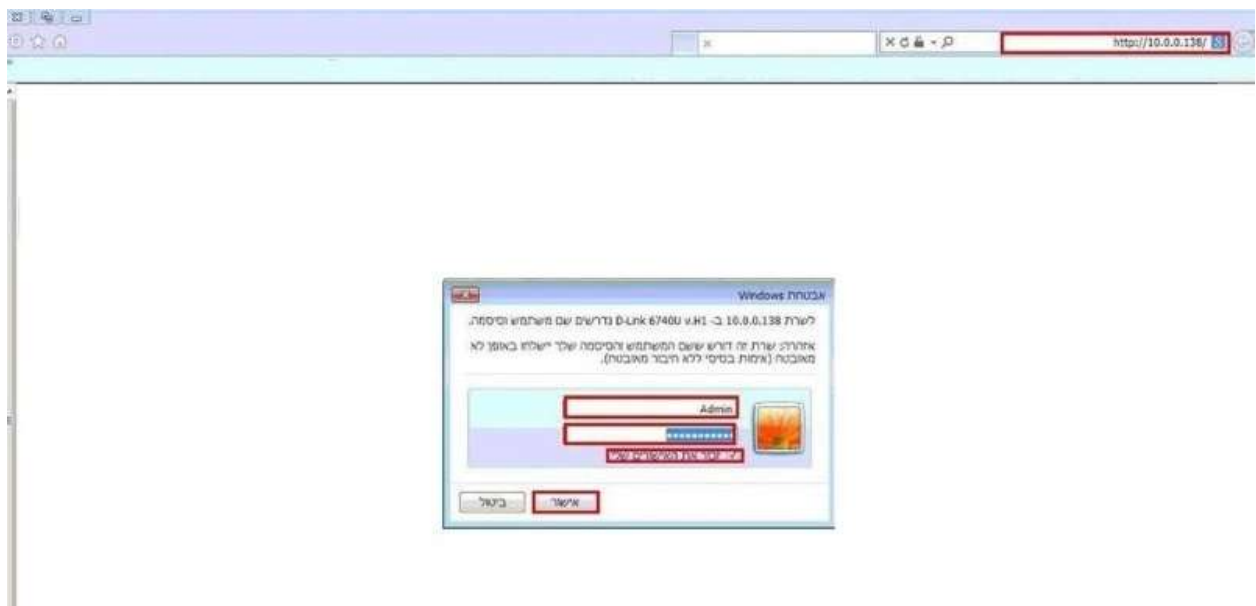 http://10.0.0.138/
אבטחת Windows
לשרת 10.0.0.138 ב- D-Link 6740U v.H1 נדרשים שם משתמש וסיסמה.
אזהרה: שרת זה דורש ששם המשתמש והסיסמה שלך יישלחו באופן לא
מאובטח (אימות בסיסי ללא חיבור מאובטח).
Admin
זכור את האישורים שלי
אישור
ביטול